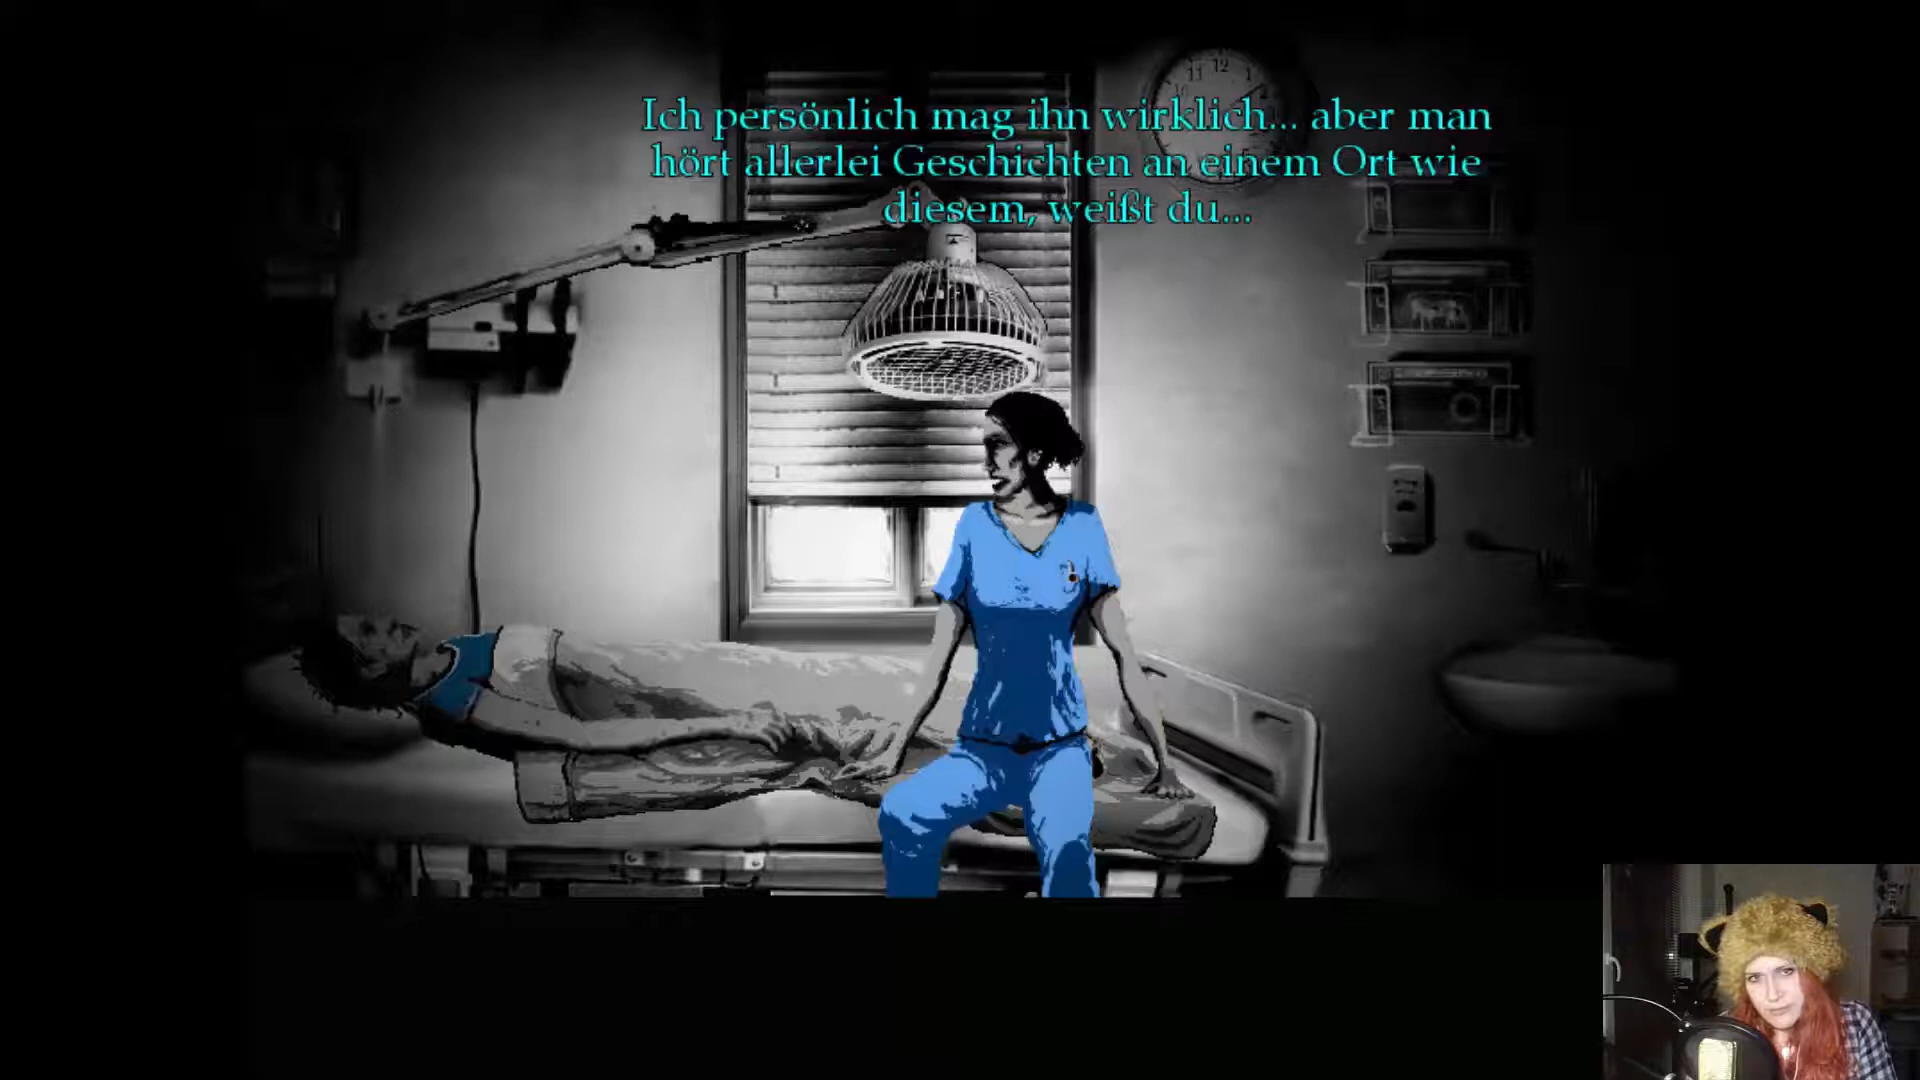 Ich persönlich mag ihn wirklich... aber man
hört allerlei Geschichten an einem Ort wie
diesem, weißt du...